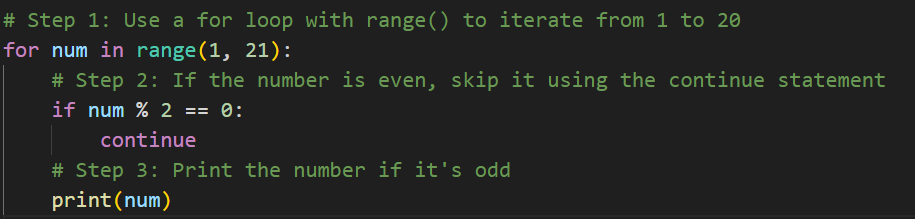 # Step 1: Use a for loop with range() to iterate from 1 to 20
for num in range(1, 21):
    # Step 2: If the number is even, skip it using the continue statement
    if num % 2 == 0:
        continue
    # Step 3: Print the number if it's odd
    print(num)